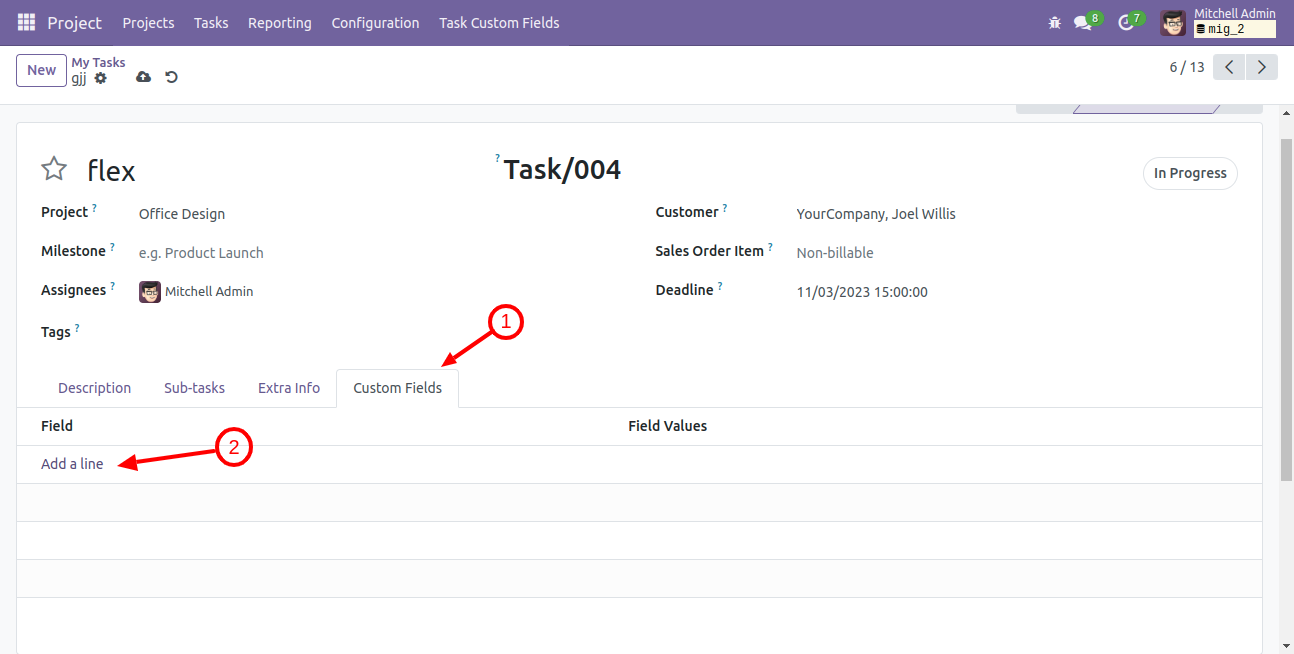 Project Projects Tasks Reporting Configuration Task Custom Fields 8 7 Mitchell Admin
mig_2
New My Tasks
gjj
6 / 13
flex ? Task/004 In Progress
Project ? Office Design Customer ? YourCompany, Joel Willis
Milestone ? e.g. Product Launch Sales Order Item ? Non-billable
Assignees ? Mitchell Admin Deadline ? 11/03/2023 15:00:00
Tags ?
1
Description Sub-tasks Extra Info Custom Fields
Field Field Values
2
Add a line